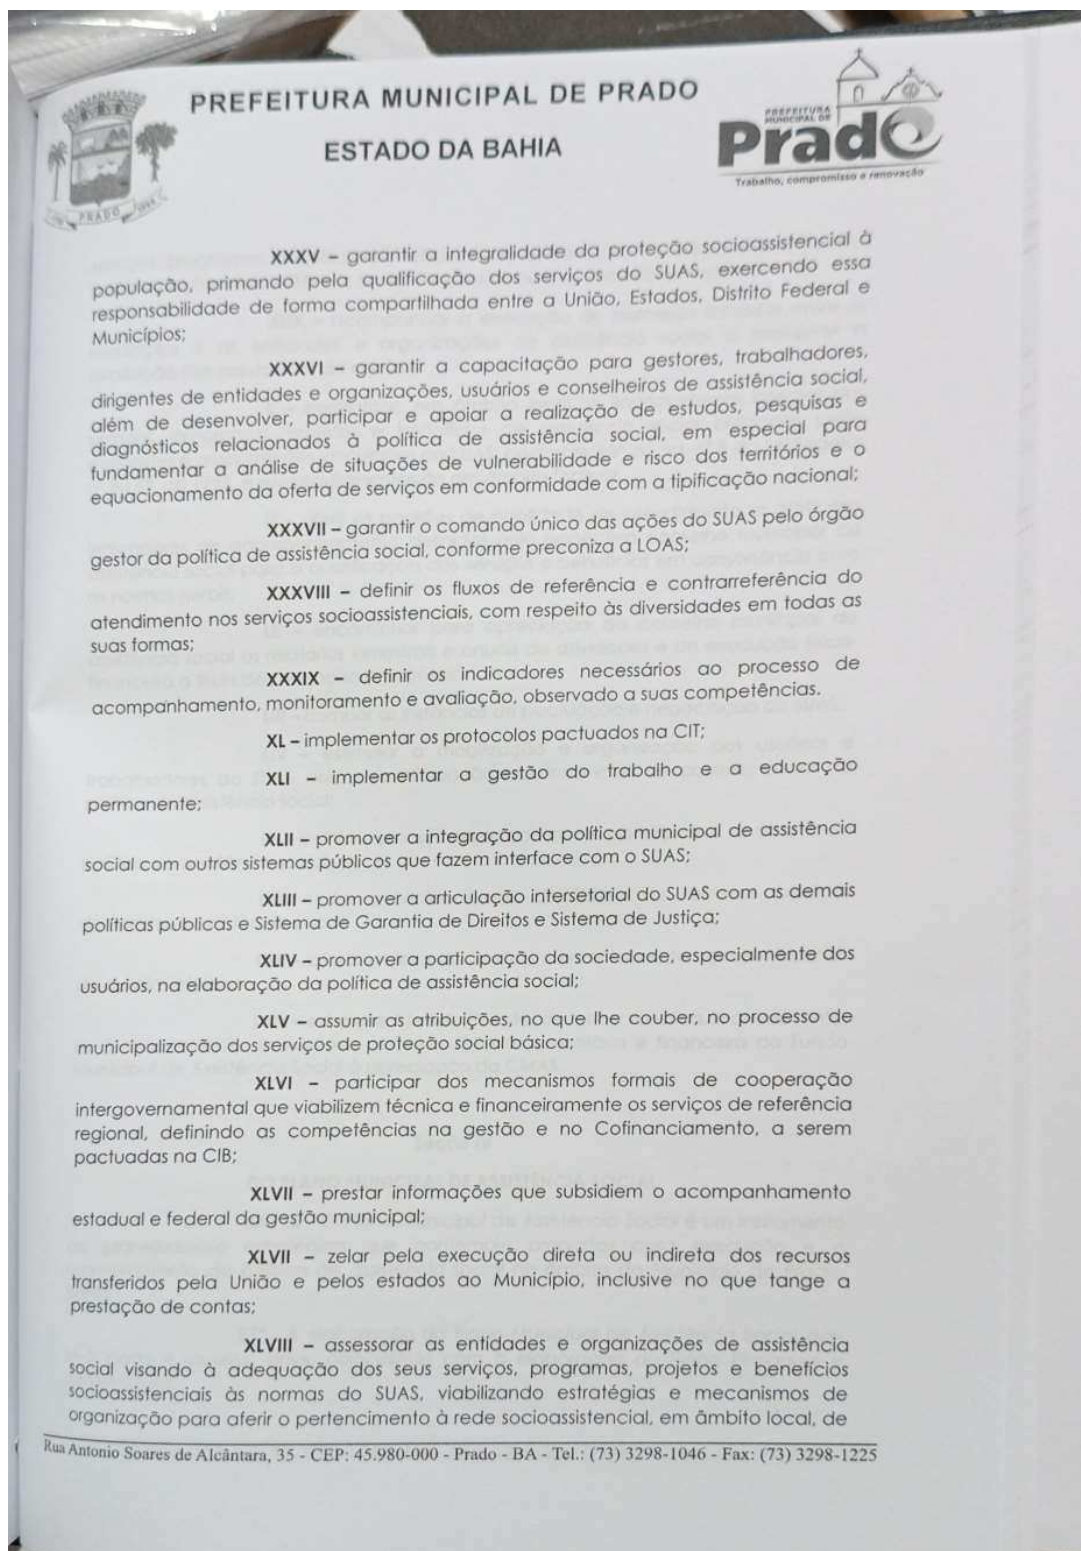 PREFEITURA MUNICIPAL DE PRADO
ESTADO DA BAHIA
PREFEITURA
MUNICIPAL DE
Prado
Trabalho, compromisso e renovação
PRADO
XXXV – garantir a integralidade da proteção socioassistencial à
população, primando pela qualificação dos serviços do SUAS, exercendo essa
responsabilidade de forma compartilhada entre a União, Estados, Distrito Federal e
Municípios;
XXXVI – garantir a capacitação para gestores, trabalhadores,
dirigentes de entidades e organizações, usuários e conselheiros de assistência social,
além de desenvolver, participar e apoiar a realização de estudos, pesquisas e
diagnósticos relacionados à política de assistência social, em especial para
fundamentar a análise de situações de vulnerabilidade e risco dos territórios e o
equacionamento da oferta de serviços em conformidade com a tipificação nacional;
XXXVII – garantir o comando único das ações do SUAS pelo órgão
gestor da política de assistência social, conforme preconiza a LOAS;
XXXVIII – definir os fluxos de referência e contrarreferência do
atendimento nos serviços socioassistenciais, com respeito às diversidades em todas as
suas formas;
XXXIX – definir os indicadores necessários ao processo de
acompanhamento, monitoramento e avaliação, observado a suas competências.
XL – implementar os protocolos pactuados na CIT;
XLI – implementar a gestão do trabalho e a educação
permanente;
XLII – promover a integração da política municipal de assistência
social com outros sistemas públicos que fazem interface com o SUAS;
XLIII – promover a articulação intersetorial do SUAS com as demais
políticas públicas e Sistema de Garantia de Direitos e Sistema de Justiça;
XLIV – promover a participação da sociedade, especialmente dos
usuários, na elaboração da política de assistência social;
XLV – assumir as atribuições, no que lhe couber, no processo de
municipalização dos serviços de proteção social básica;
XLVI – participar dos mecanismos formais de cooperação
intergovernamental que viabilizem técnica e financeiramente os serviços de referência
regional, definindo as competências na gestão e no Cofinanciamento, a serem
pactuadas na CIB;
XLVII – prestar informações que subsidiem o acompanhamento
estadual e federal da gestão municipal;
XLVII – zelar pela execução direta ou indireta dos recursos
transferidos pela União e pelos estados ao Município, inclusive no que tange a
prestação de contas;
XLVIII – assessorar as entidades e organizações de assistência
social visando à adequação dos seus serviços, programas, projetos e benefícios
socioassistenciais às normas do SUAS, viabilizando estratégias e mecanismos de
organização para aferir o pertencimento à rede socioassistencial, em âmbito local, de
Rua Antonio Soares de Alcântara, 35 - CEP: 45.980-000 - Prado - BA - Tel.: (73) 3298-1046 - Fax: (73) 3298-1225